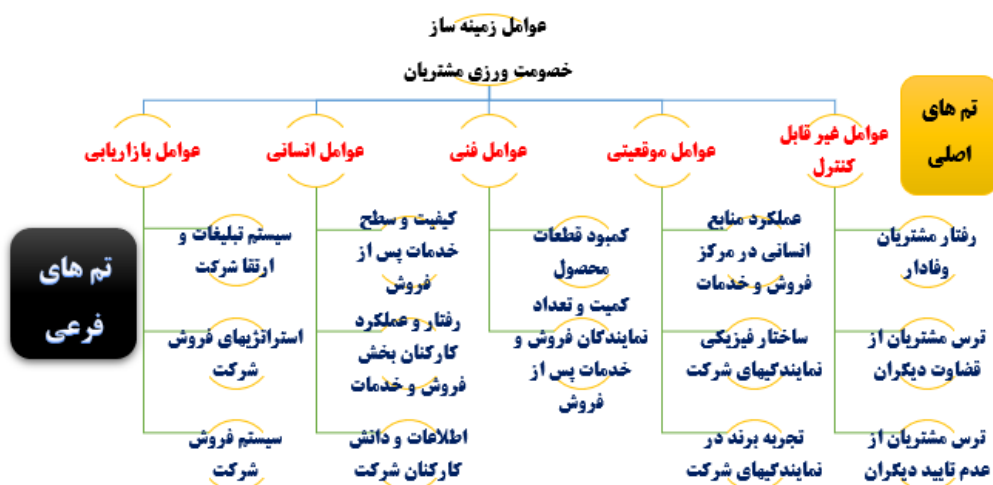 عوامل زمینه ساز
خصومت ورزی مشتریان
تم های
اصلی
عوامل غیر قابل
کنترل
عوامل موقعیتی
عوامل فنی
عوامل انسانی
عوامل بازاریابی
رفتار مشتریان
وفادار
ترس مشتریان از
قضاوت دیگران
ترس مشتریان از
عدم تایید دیگران
عملکرد منابع
انسانی در مرکز
فروش و خدمات
ساختار فیزیکی
نمایندگیهای شرکت
تجربه برند در
نمایندگیهای شرکت
کمبود قطعات
محصول
کمیت و تعداد
نمایندگان فروش و
خدمات پس از
فروش
کیفیت و سطح
خدمات پس از
فروش
رفتار و عملکرد
کارکنان بخش
فروش و خدمات
اطلاعات و دانش
کارکنان شرکت
سیستم تبلیغات و
ارتقا شرکت
استراتژیهای فروش
شرکت
سیستم فروش
شرکت
تم های
فرعی